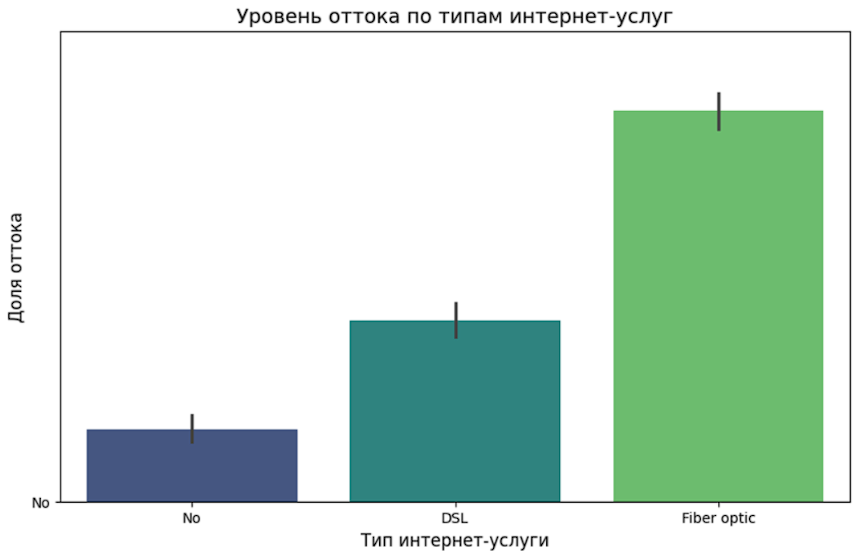 Уровень оттока по типам интернет-услуг
Доля оттока
No
No DSL Fiber optic
Тип интернет-услуги